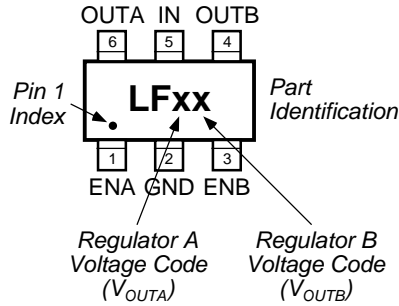 OUTA IN OUTB
6 5 4
Pin 1
Index
LFxx
Part
Identification
1 2 3
ENA GND ENB
Regulator A
Voltage Code
(VOUTA)
Regulator B
Voltage Code
(VOUTB)